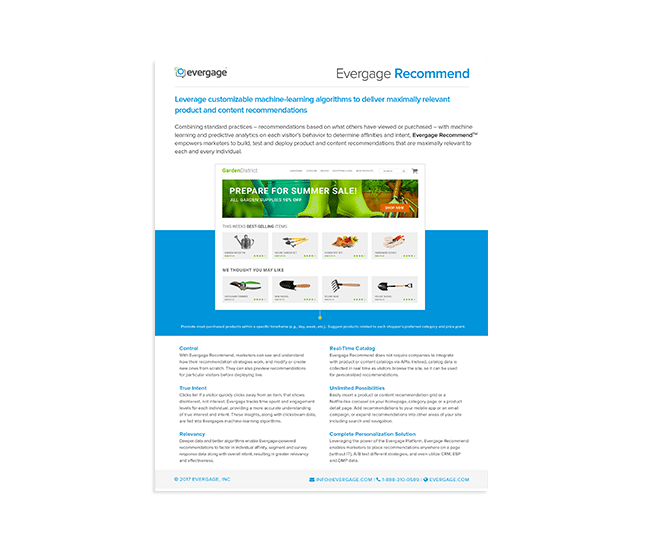 evergage
Evergage Recommend
Leverage customizable machine-learning algorithms to deliver maximally relevant
product and content recommendations
Combining standard practices – recommendations based on what others have viewed or purchased – with machine
learning and predictive analytics on each visitor's behavior to determine affinities and intent, Evergage Recommend™
empowers marketers to build, test and deploy product and content recommendations that are maximally relevant to
each and every individual.
GardenDistrict
PREPARE FOR SUMMER SALE!
ALL GARDEN SUPPLIES 15% OFF
SHOP NOW
THIS WEEKS BEST-SELLING ITEMS
WE THOUGHT YOU MAY LIKE
Promote most purchased products within a specific timeframe (e.g., day, week, etc.). Suggest products related to each shopper's preferred category and price point.
Control
With Evergage Recommend, marketers can see and understand
how their recommendation strategies work, and modify or create
new ones from scratch. They can also preview recommendations
for particular visitors before deploying live.
True Intent
Clicks lie! If a visitor quickly clicks away from an item that shows
disinterest, not interest. Evergage tracks time spent and engagement
levels for each individual, providing a more accurate understanding
of true interest and intent. These insights, along with clickstream data,
are fed into Evergage's machine-learning algorithms.
Relevancy
Deeper data and better algorithms enable Evergage-powered
recommendations to factor in individual affinity, segment and survey
response data along with overall intent, resulting in greater relevancy
and effectiveness.
Real-Time Catalog
Evergage Recommend does not require companies to integrate
with product or content catalogs via APIs. Instead, catalog data is
collected in real time as visitors browse the site, so it can be used
for personalized recommendations.
Unlimited Possibilities
Easily insert a product or content recommendation grid or a
Netflix-like carousel on your homepage, category page or a product
detail page. Add recommendations to your mobile app or an email
campaign, or expand recommendations into other areas of your site
including search and navigation.
Complete Personalization Solution
Leveraging the power of the Evergage Platform, Evergage Recommend
enables marketers to place recommendations anywhere on a page
(without IT), A/B test different strategies, and even utilize CRM, ESP
and DMP data.
© 2017 EVERGAGE, INC
INFO@EVERGAGE.COM | 1-888-310-0589 | EVERGAGE.COM